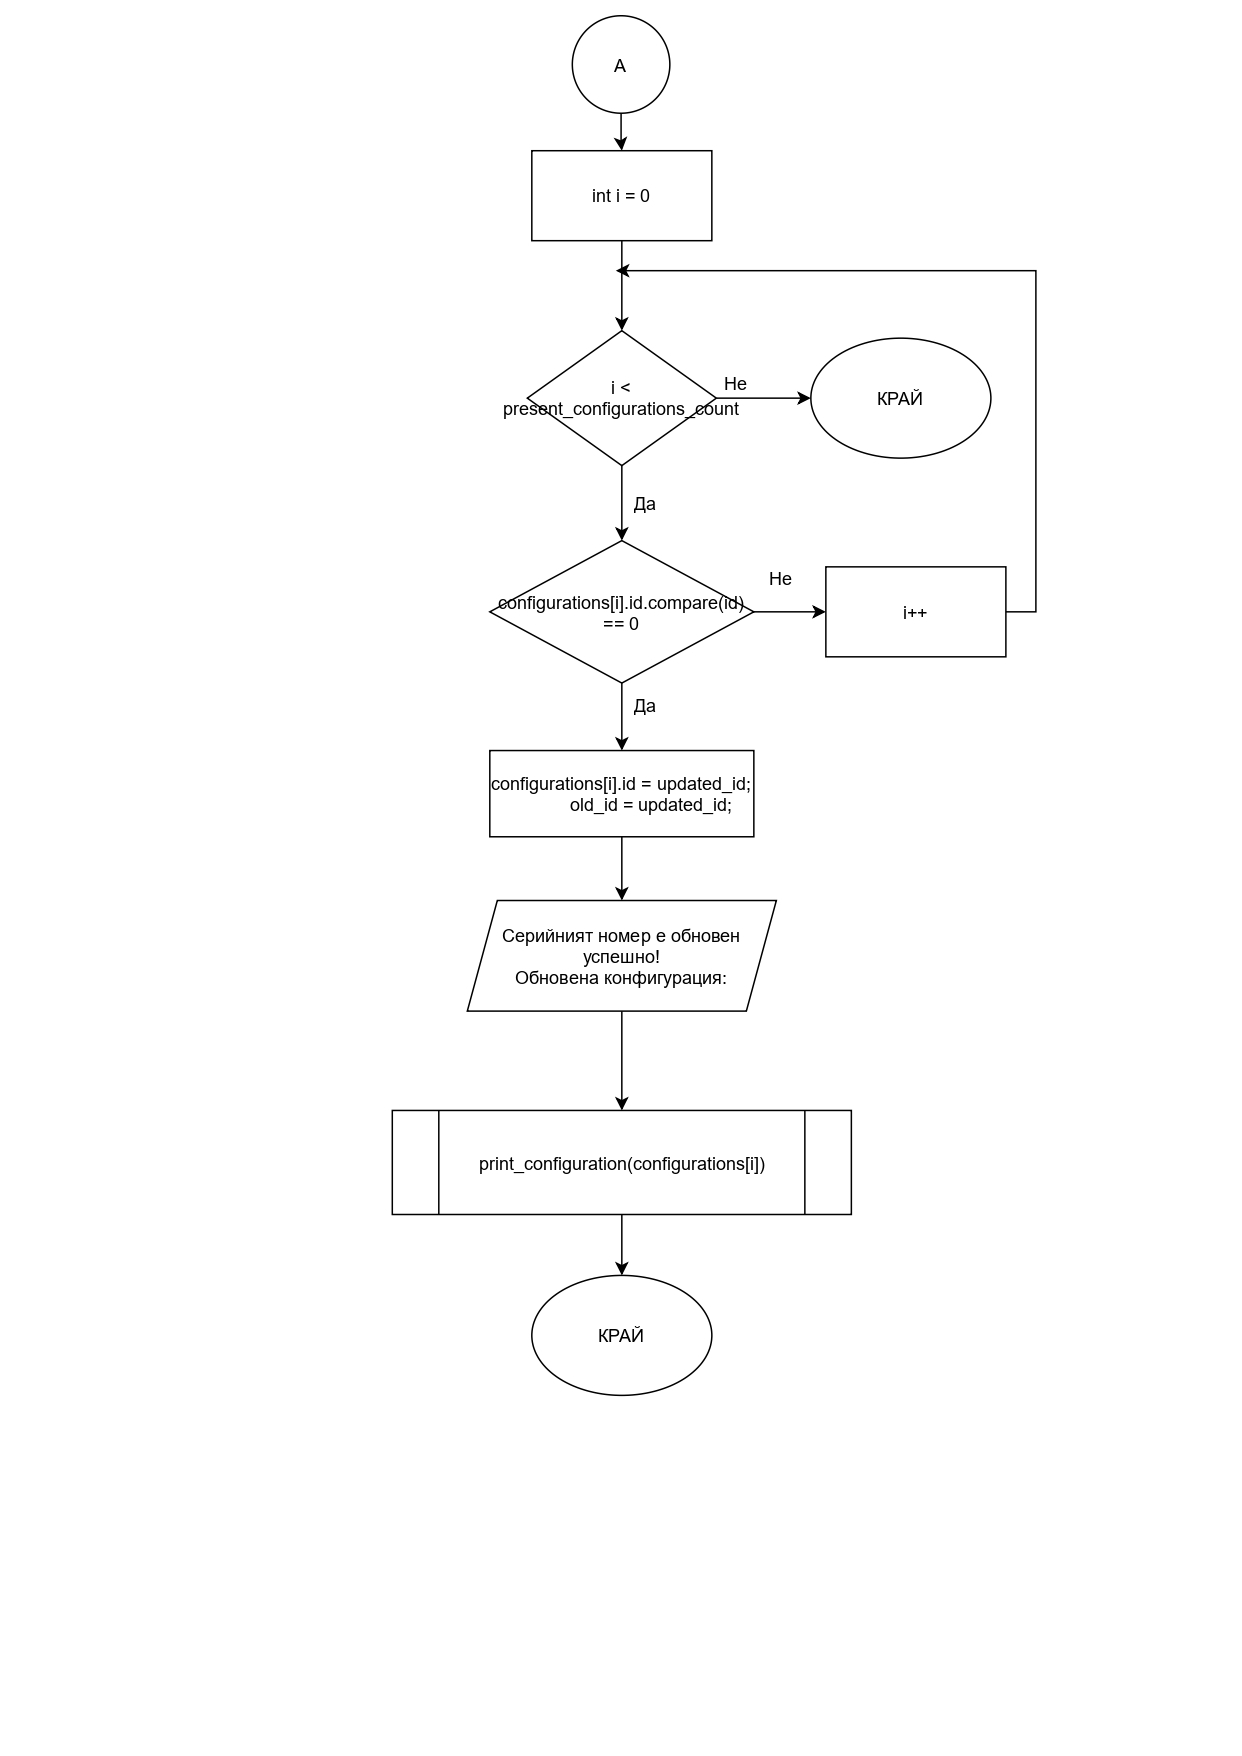 A
int i = 0
i <
present_configurations_count
Не
КРАЙ
Да
configurations[i].id.compare(id)
== 0
Не
i++
Да
configurations[i].id = updated_id;
old_id = updated_id;
Серийният номер е обновен
успешно!
Обновена конфигурация:
print_configuration(configurations[i])
КРАЙ